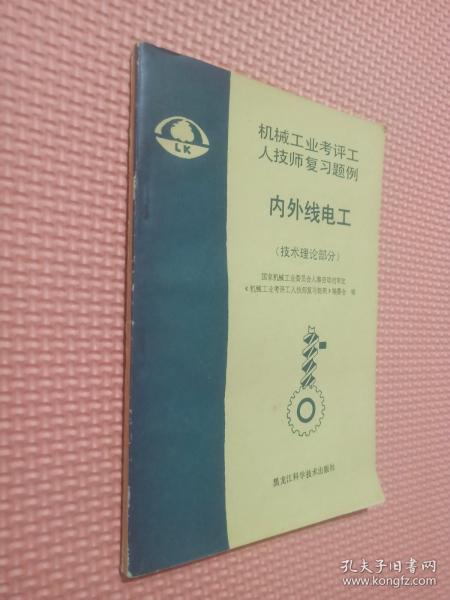 LK
机械工业考评工
人技师复习题例
内外线电工
（技术理论部分）
国家机械工业委员会人事劳动司审定
《机械工业考评工人技师复习题例》编委会 编
黑龙江科学技术出版社
孔夫子旧书网
www.kongfz.com